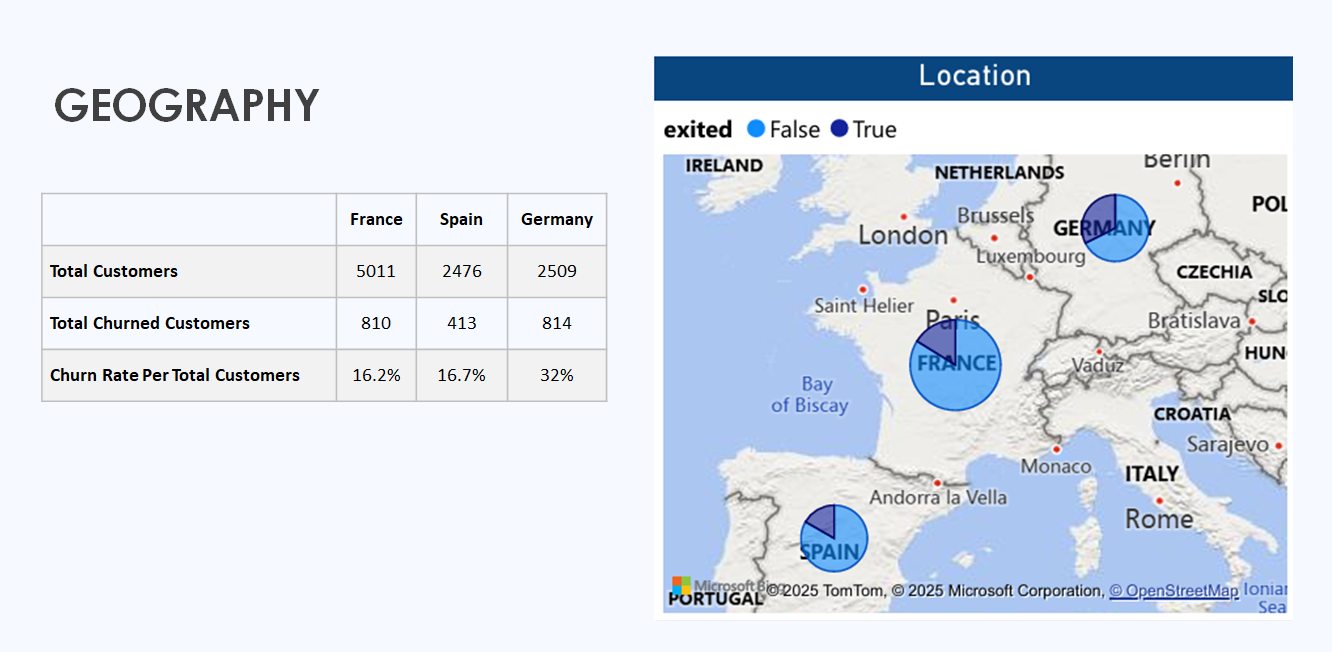 GEOGRAPHY
France Spain Germany
Total Customers 5011 2476 2509
Total Churned Customers 810 413 814
Churn Rate Per Total Customers 16.2% 16.7% 32%
Location
exited False True
IRELAND
NETHERLANDS
Berlin
POL
Brussels
London
GERMANY
Luxembourg
CZECHIA
SLO
Saint Helier
Paris
Bratislava
FRANCE
Vaduz
HUN
Bay
of Biscay
CROATIA
Sarajevo
Monaco
ITALY
Andorra la Vella
Rome
SPAIN
Microsoft Bing
© 2025 TomTom, © 2025 Microsoft Corporation, © OpenStreetMap
PORTUGAL
Ionian
Sea